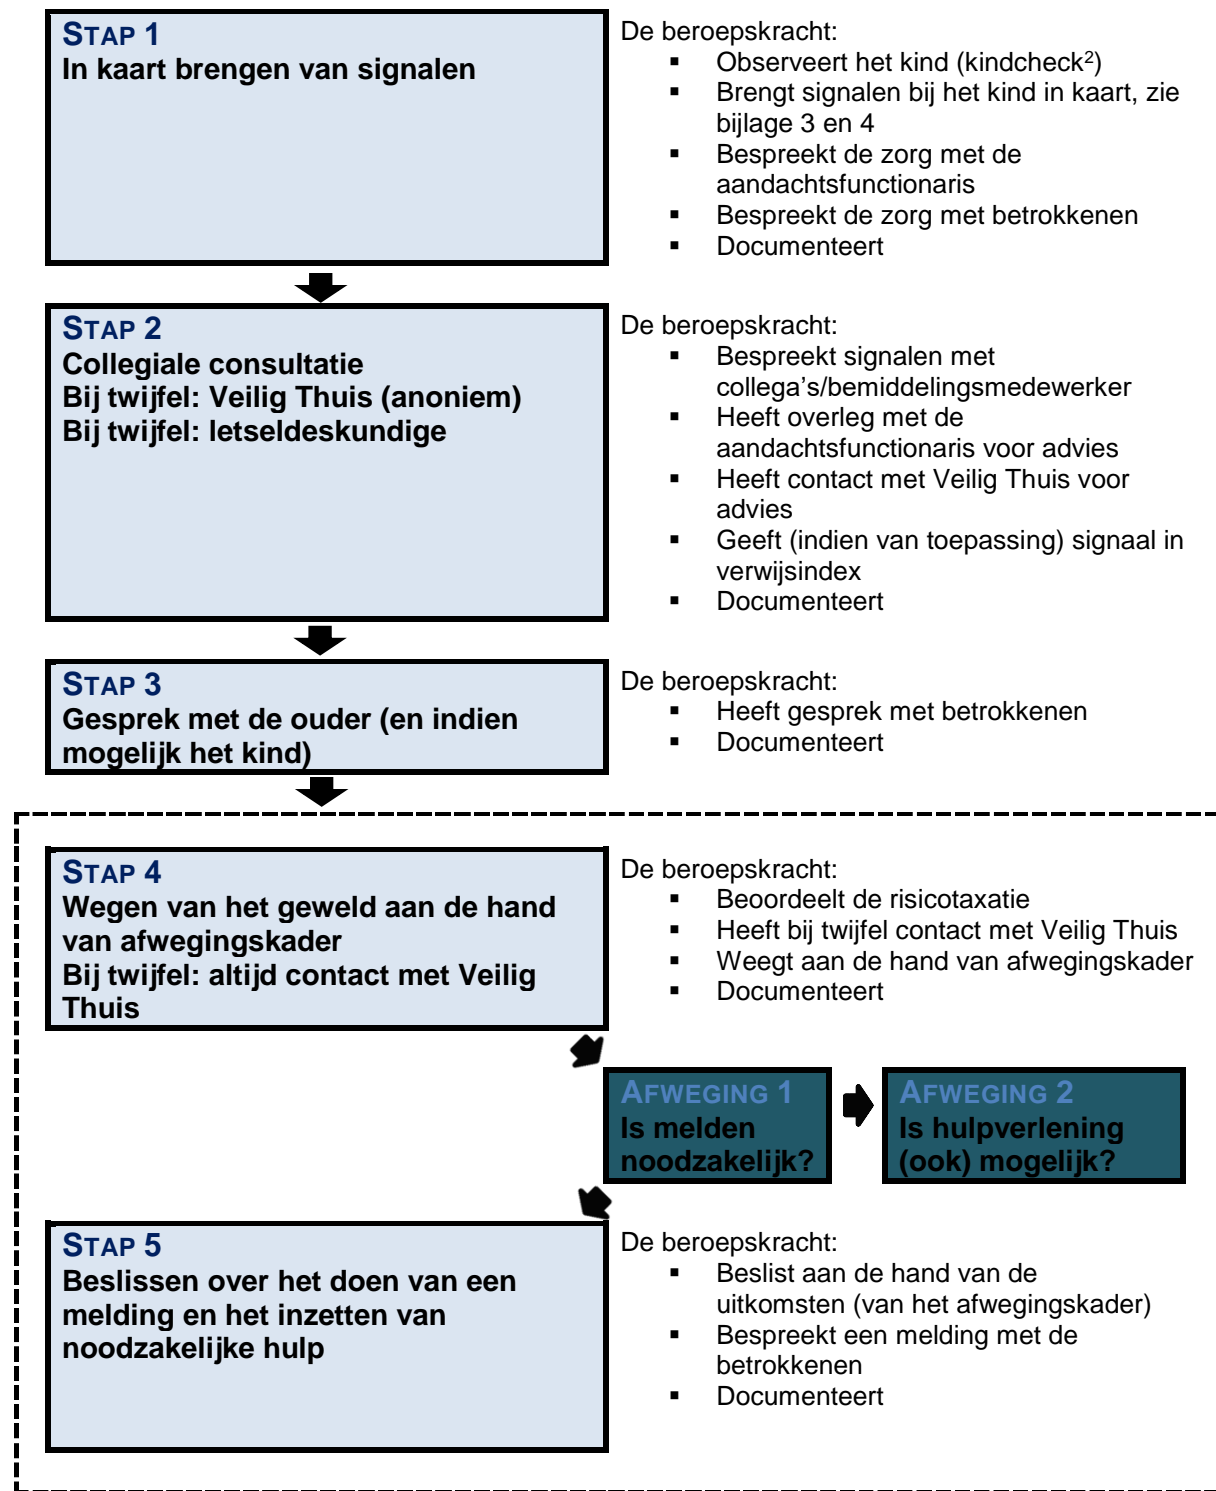 STAP 1
In kaart brengen van signalen
De beroepskracht:
▪ Observeert het kind (kindcheck²)
▪ Brengt signalen bij het kind in kaart, zie
bijlage 3 en 4
▪ Bespreekt de zorg met de
aandachtsfunctionaris
▪ Bespreekt de zorg met betrokkenen
▪ Documenteert
STAP 2
Collegiale consultatie
Bij twijfel: Veilig Thuis (anoniem)
Bij twijfel: letseldeskundige
De beroepskracht:
▪ Bespreekt signalen met
collega's/bemiddelingsmedewerker
▪ Heeft overleg met de
aandachtsfunctionaris voor advies
▪ Heeft contact met Veilig Thuis voor
advies
▪ Geeft (indien van toepassing) signaal in
verwijsindex
▪ Documenteert
STAP 3
Gesprek met de ouder (en indien
mogelijk het kind)
De beroepskracht:
▪ Heeft gesprek met betrokkenen
▪ Documenteert
STAP 4
Wegen van het geweld aan de hand
van afwegingskader
Bij twijfel: altijd contact met Veilig
Thuis
De beroepskracht:
▪ Beoordeelt de risicotaxatie
▪ Heeft bij twijfel contact met Veilig Thuis
▪ Weegt aan de hand van afwegingskader
▪ Documenteert
AFWEGING 1
Is melden
noodzakelijk?
AFWEGING 2
Is hulpverlening
(ook) mogelijk?
STAP 5
Beslissen over het doen van een
melding en het inzetten van
noodzakelijke hulp
De beroepskracht:
▪ Beslist aan de hand van de
uitkomsten (van het afwegingskader)
▪ Bespreekt een melding met de
betrokkenen
▪ Documenteert